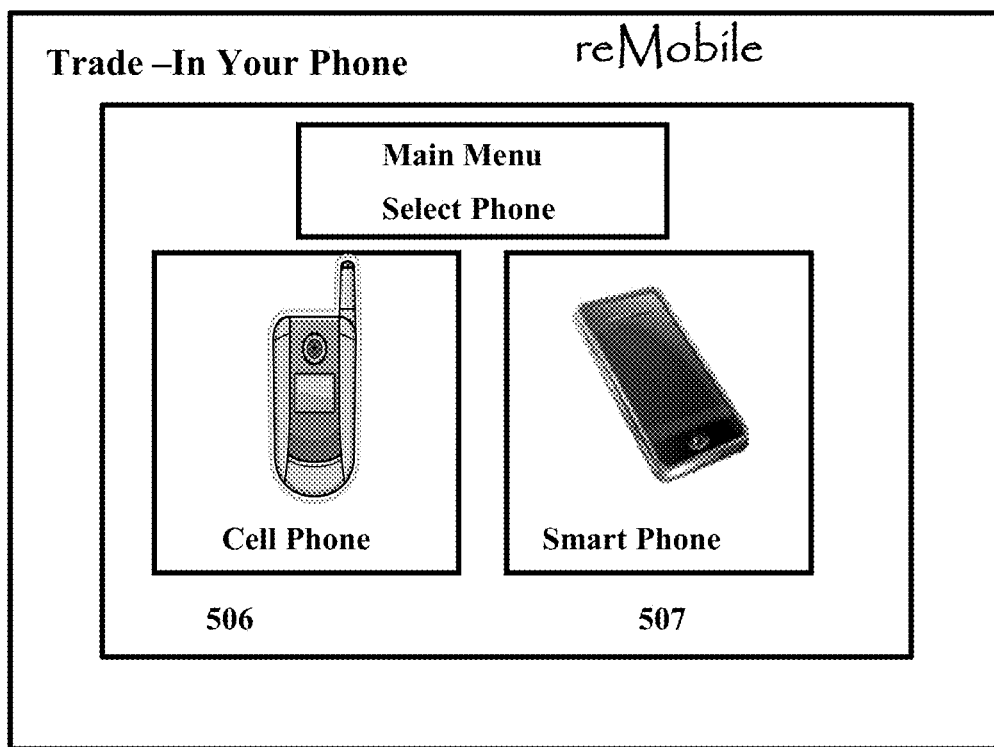 Trade –In Your Phone
reMobile
Main Menu
Select Phone
Cell Phone
Smart Phone
506
507